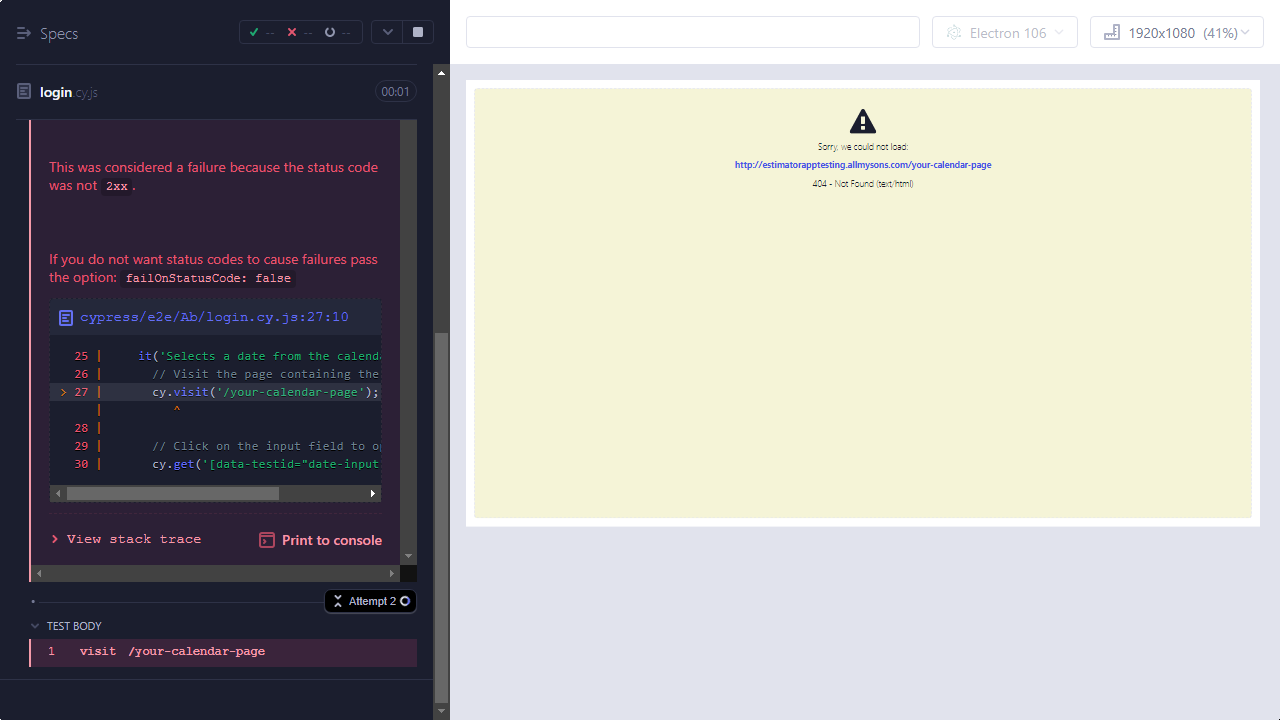 Specs
-- -- --
login cy.js
00:01
This was considered a failure because the status code
was not 2xx.
If you do not want status codes to cause failures pass
the option: failOnStatusCode: false
cypress/e2e/Ab/login.cy.js:27:10
25 | it('Selects a date from the calenda
26 | // Visit the page containing the
> 27 | cy.visit('/your-calendar-page');
| ^
28 |
29 | // Click on the input field to op
30 | cy.get('[data-testid="date-input
View stack trace
Print to console
Attempt 2
TEST BODY
1 visit /your-calendar-page
Electron 106
1920x1080 (41%)
Sorry, we could not load:
http://estimatorapptesting.allmysons.com/your-calendar-page
404 - Not Found (text/html)